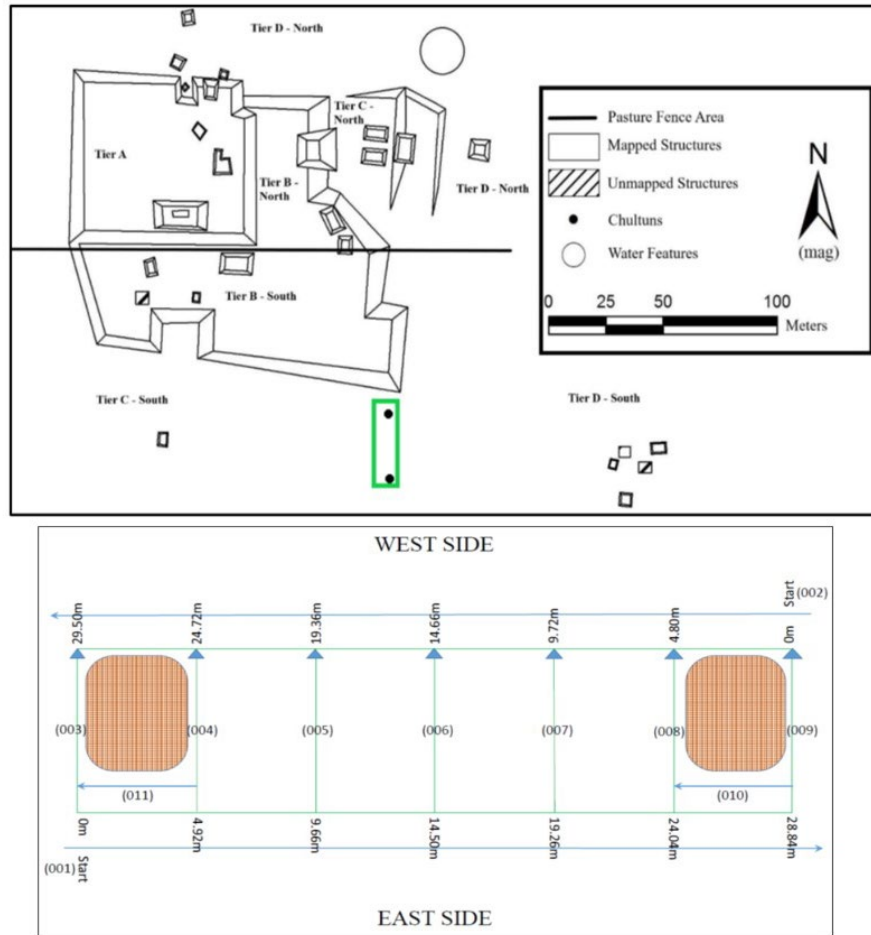 Tier D - North
Tier C -
North
Tier A
Tier B -
North
Tier D - North
Tier B - South
Tier C - South
Tier D - South
Pasture Fence Area
Mapped Structures
Unmapped Structures
Chultuns
Water Features
N
(mag)
0 25 50 100
Meters
WEST SIDE
29.50m 24.72m 19.36m 14.66m 9.72m 4.80m 0m Start (002)
(003) (004) (005) (006) (007) (008) (009)
(011) (010)
0m 4.92m 9.66m 14.50m 19.26m 24.04m 28.84m
(001) Start
EAST SIDE